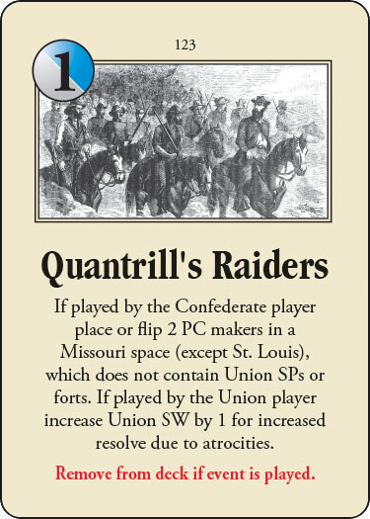 123
1
Quantrill's Raiders
If played by the Confederate player
place or flip 2 PC makers in a
Missouri space (except St. Louis),
which does not contain Union SPs or
forts. If played by the Union player
increase Union SW by 1 for increased
resolve due to atrocities.
Remove from deck if event is played.